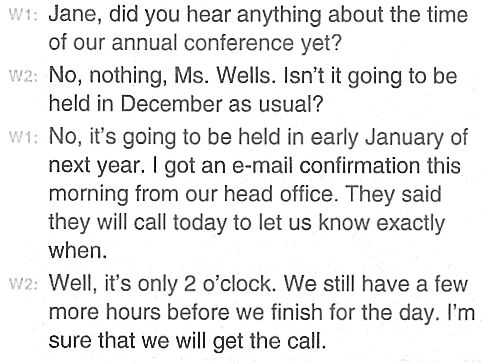 W1: Jane, did you hear anything about the time
of our annual conference yet?
W2: No, nothing, Ms. Wells. Isn't it going to be
held in December as usual?
W1: No, it's going to be held in early January of
next year. I got an e-mail confirmation this
morning from our head office. They said
they will call today to let us know exactly
when.
W2: Well, it's only 2 o'clock. We still have a few
more hours before we finish for the day. I'm
sure that we will get the call.